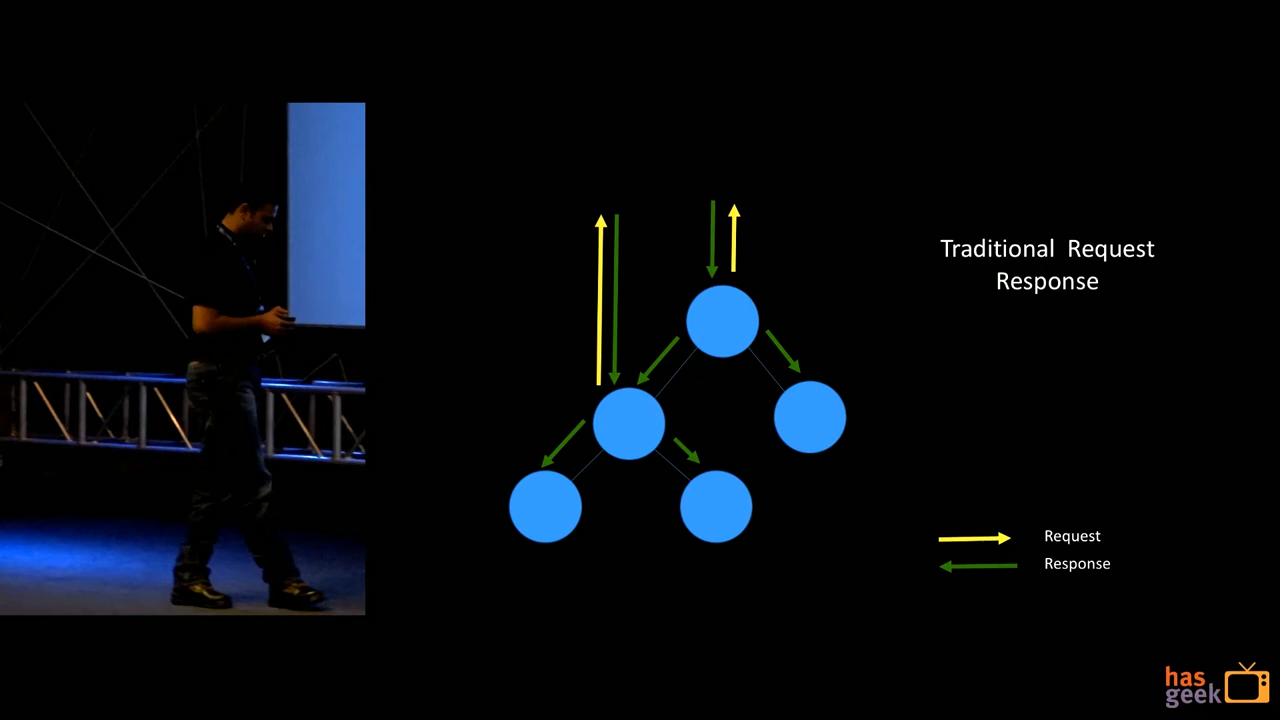 Traditional Request
Response
Request
Response
has
geek